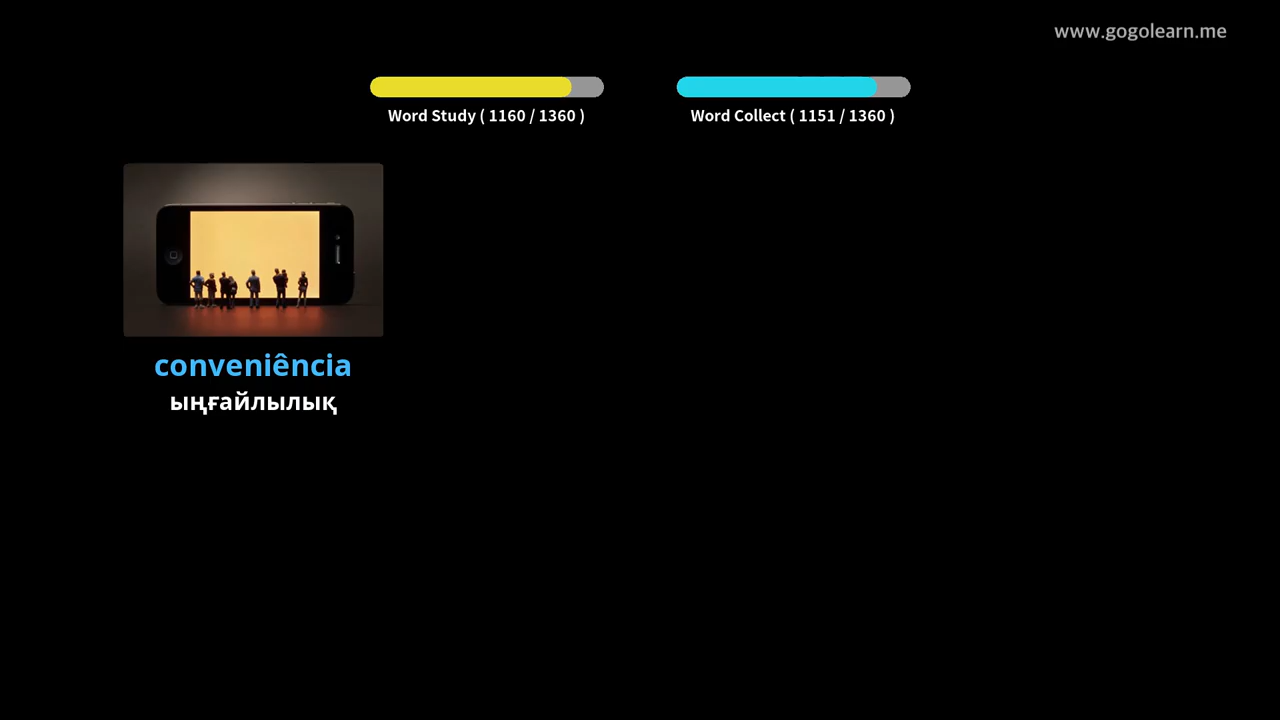 www.gogolearn.me
Word Study ( 1160 / 1360 )
Word Collect ( 1151 / 1360 )
conveniência
ыңғайлылық